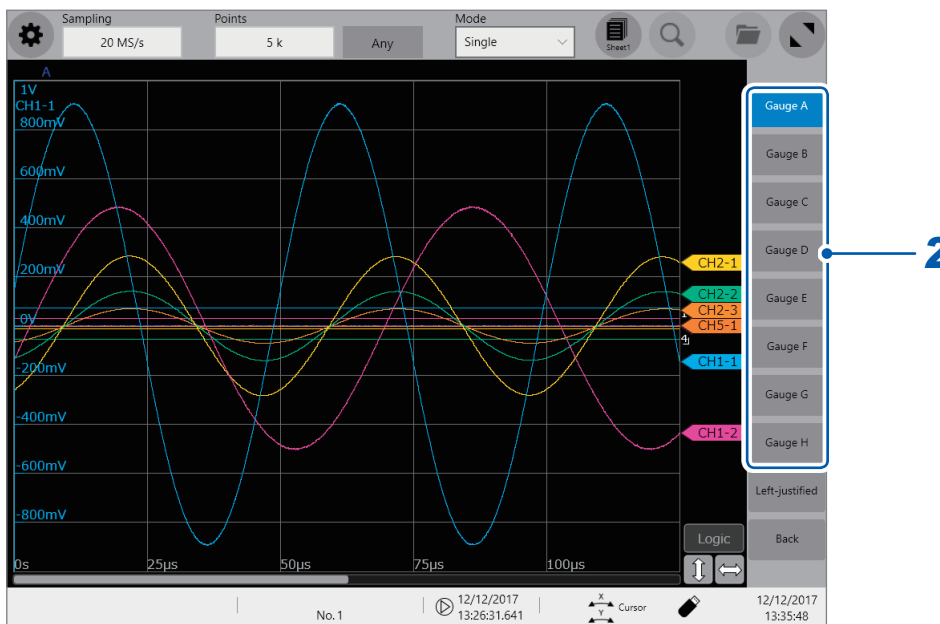 Sampling
20 MS/s
Points
5 k
Any
Mode
Single
Sheet1
A
1V
CH1-1
800mV
600mV
400mV
200mV
0V
-200mV
-400mV
-600mV
-800mV
0s
25µs
50µs
75µs
100µs
CH2-1
CH2-2
CH2-3
1
CH5-1
4
CH1-1
CH1-2
Logic
Gauge A
Gauge B
Gauge C
Gauge D
Gauge E
Gauge F
Gauge G
Gauge H
Left-justified
Back
2
No. 1
12/12/2017
13:26:31.641
X
Y
Cursor
12/12/2017
13:35:48